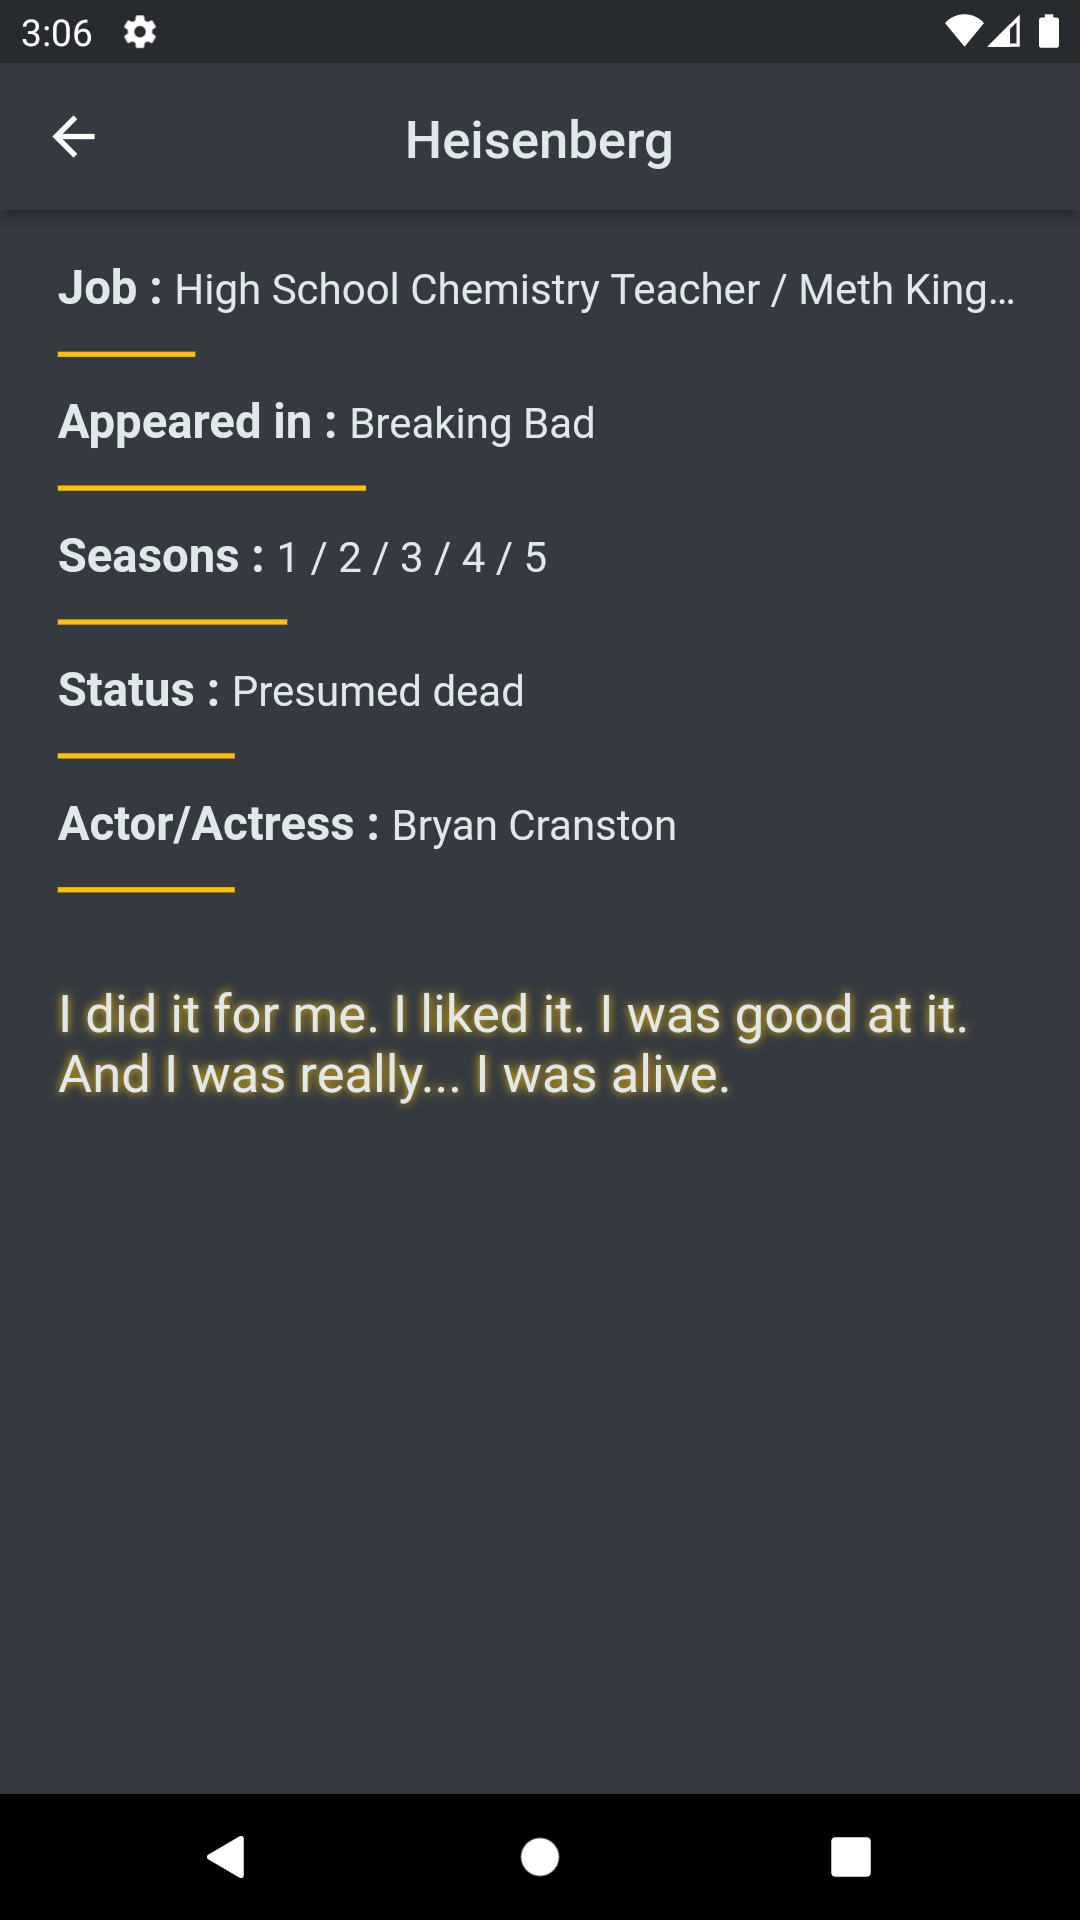 3:06
Heisenberg
Job : High School Chemistry Teacher / Meth King...
Appeared in : Breaking Bad
Seasons : 1 / 2 / 3 / 4 / 5
Status : Presumed dead
Actor/Actress : Bryan Cranston
I did it for me. I liked it. I was good at it.
And I was really... I was alive.